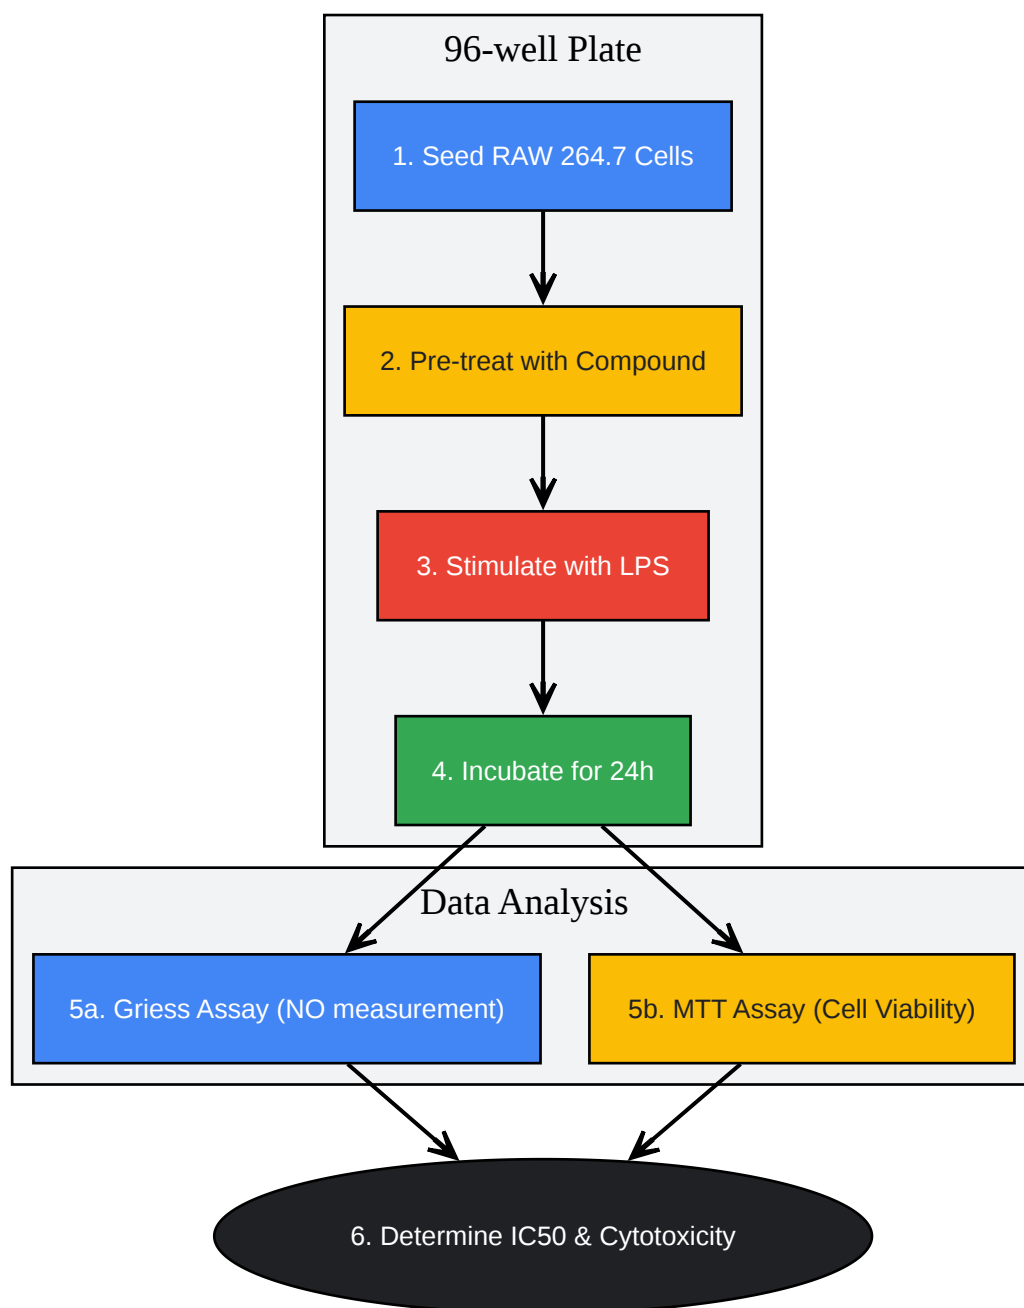 96-well Plate
1. Seed RAW 264.7 Cells
2. Pre-treat with Compound
3. Stimulate with LPS
4. Incubate for 24h
Data Analysis
5a. Griess Assay (NO measurement)
5b. MTT Assay (Cell Viability)
6. Determine IC50 & Cytotoxicity